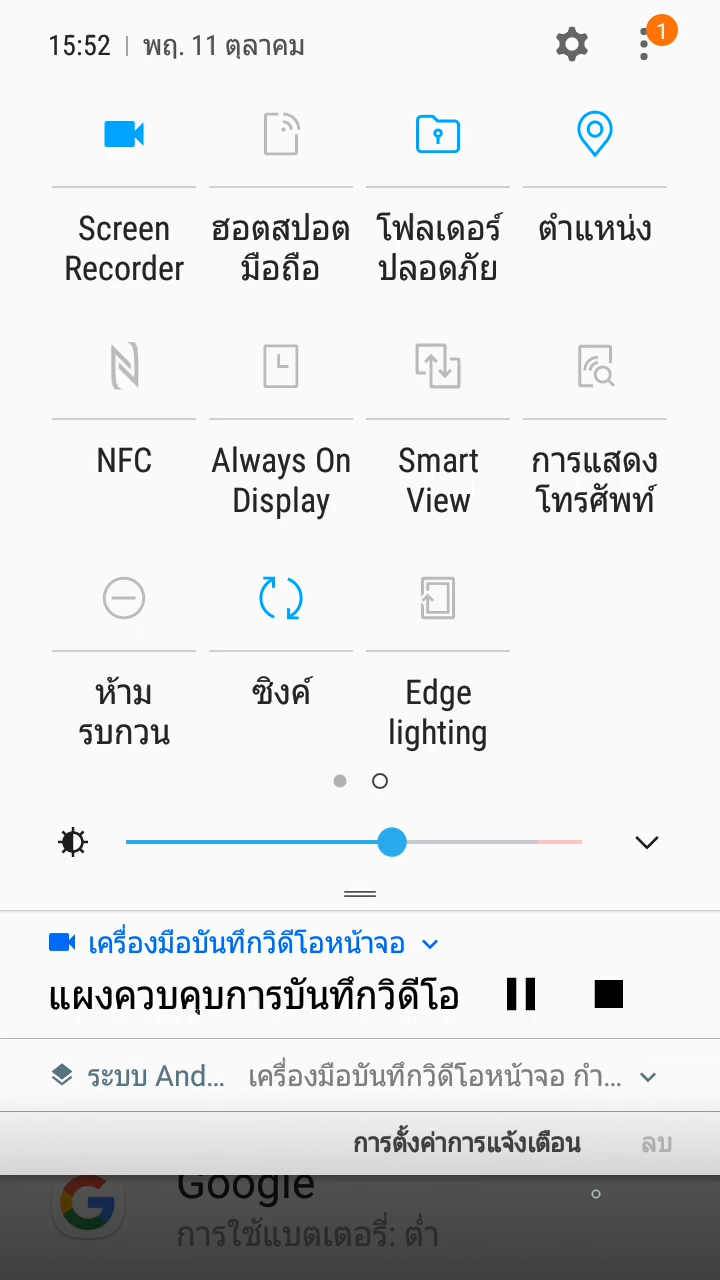 15:52 | พฤ. 11 ตุลาคม
1
Screen Recorder
ฮอตสปอตมือถือ
โฟลเดอร์ปลอดภัย
ตำแหน่ง
NFC
Always On Display
Smart View
การแสดงโทรศัพท์
ห้ามรบกวน
ซิงค์
Edge lighting
เครื่องมือบันทึกวิดีโอหน้าจอ
แผงควบคุบการบันทึกวิดีโอ
ระบบ And... เครื่องมือบันทึกวิดีโอหน้าจอ กำ...
การตั้งค่าการแจ้งเตือน ลบ
Google
การใช้แบตเตอรี่: ต่ำ